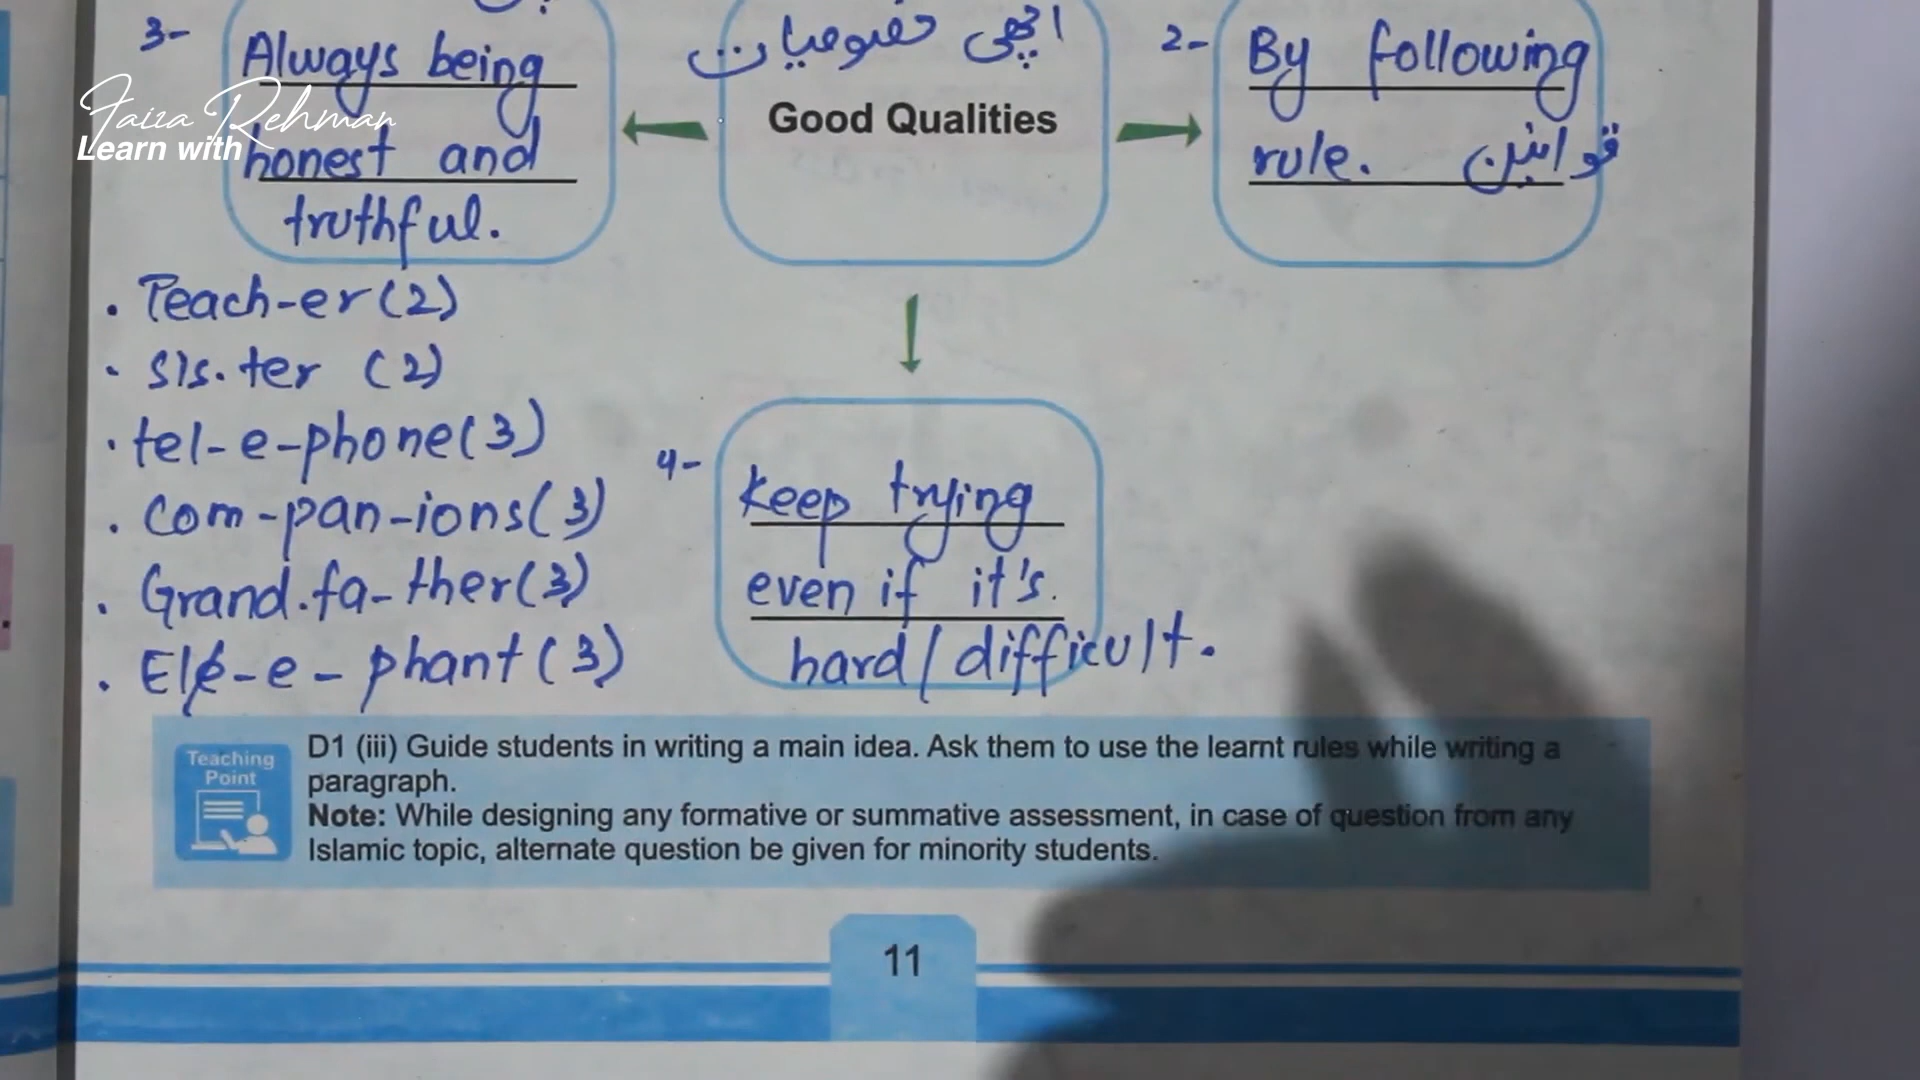 3- Always being
honest and
truthful.
Faiza Rehman
Learn with
اچھی خصوصیات
Good Qualities
2- By following
rule. قوانین
. Teach-er (2)
. Sis. ter (2)
. tel-e-phone (3)
. Com-pan-ions (3)
. Grand.fa-ther (3)
. Ele-e-phant (3)
4- Keep trying
even if it's.
hard/difficult.
Teaching
Point
D1 (iii) Guide students in writing a main idea. Ask them to use the learnt rules while writing a
paragraph.
Note: While designing any formative or summative assessment, in case of question from any
Islamic topic, alternate question be given for minority students.
11